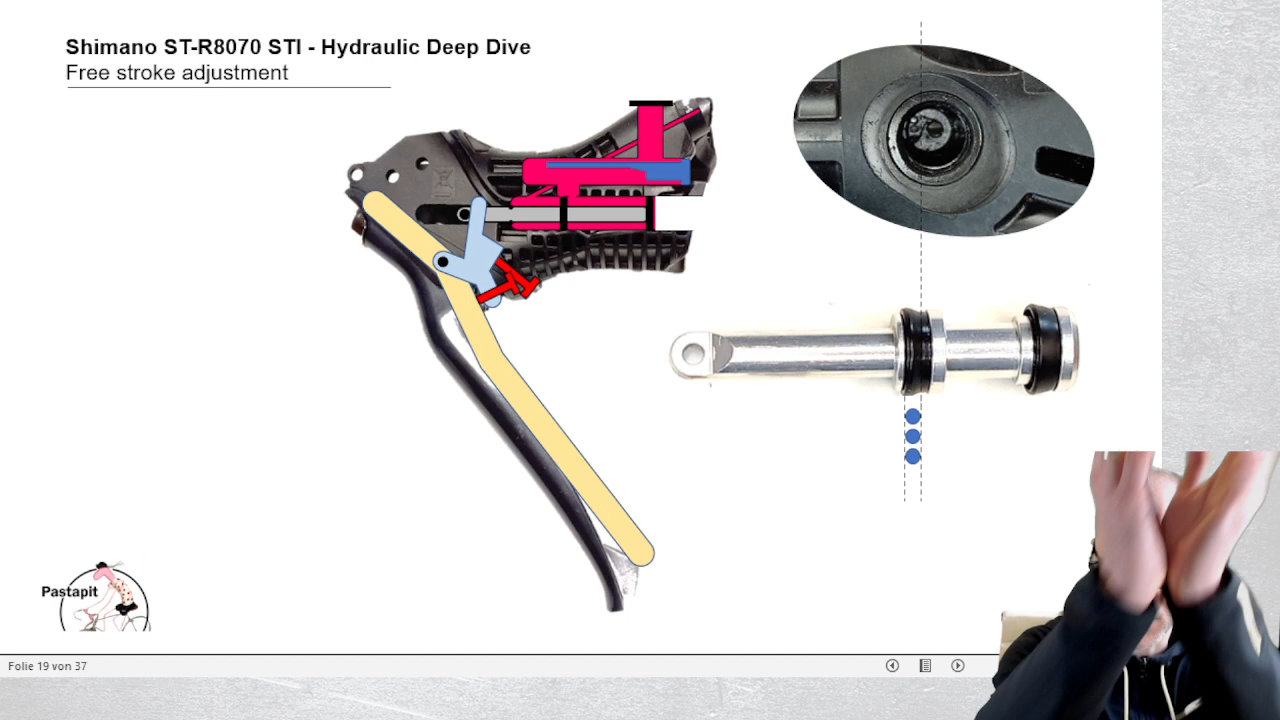 Shimano ST-R8070 STI - Hydraulic Deep Dive
Free stroke adjustment
Pastapit
Folie 19 von 37